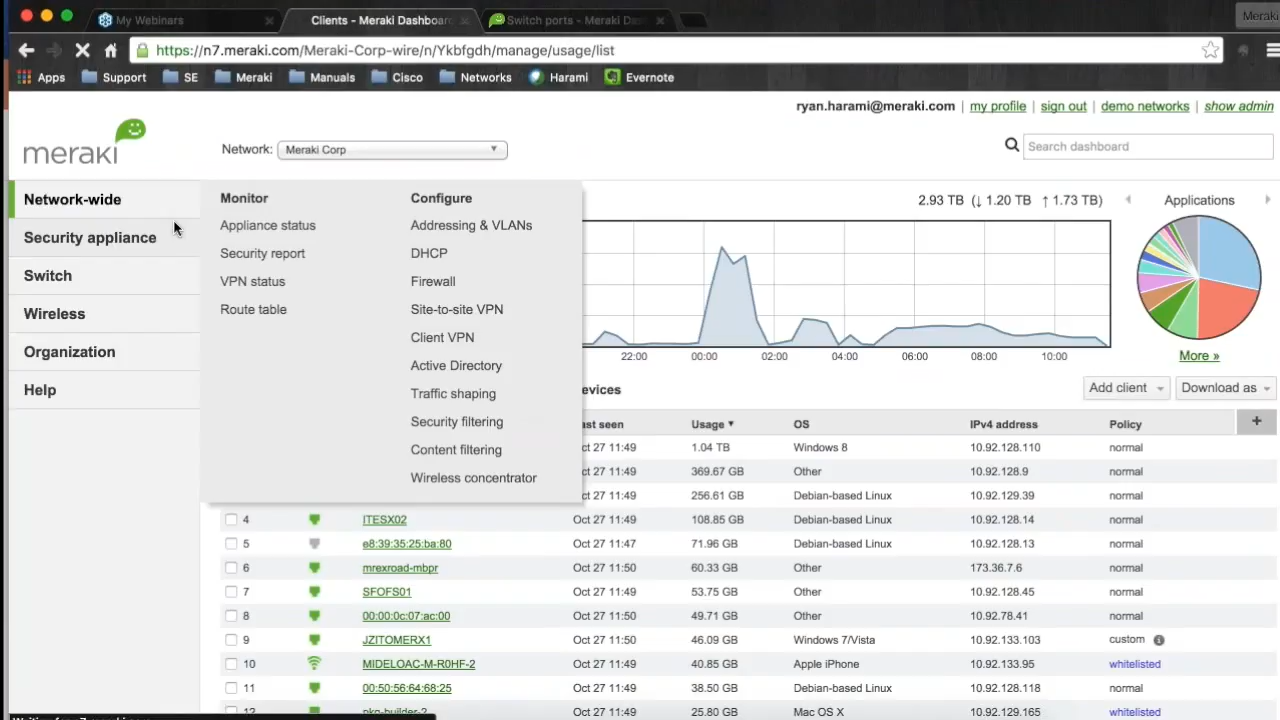 My Webinars
Clients - Meraki Dashboard
Switch ports - Meraki Das
Meraki
https://n7.meraki.com/Meraki-Corp-wire/n/Ykbfgdh/manage/usage/list
Apps Support SE Meraki Manuals Cisco Networks Harami Evernote
ryan.harami@meraki.com | my profile | sign out | demo networks | show admin
meraki
Network: Meraki Corp
Search dashboard
Network-wide
Security appliance
Switch
Wireless
Organization
Help
Monitor
Appliance status
Security report
VPN status
Route table
Configure
Addressing & VLANs
DHCP
Firewall
Site-to-site VPN
Client VPN
Active Directory
Traffic shaping
Security filtering
Content filtering
Wireless concentrator
2.93 TB (↓ 1.20 TB ↑ 1.73 TB)
Applications
22:00 00:00 02:00 04:00 06:00 08:00 10:00
More »
evices
Add client
Download as
ast seen Usage ▼ OS IPv4 address Policy +
ct 27 11:49 1.04 TB Windows 8 10.92.128.110 normal
ct 27 11:49 369.67 GB Other 10.92.128.9 normal
ct 27 11:49 256.61 GB Debian-based Linux 10.92.129.39 normal
4 ITESX02 Oct 27 11:49 108.85 GB Debian-based Linux 10.92.128.14 normal
5 e8:39:35:25:ba:80 Oct 27 11:47 71.96 GB Debian-based Linux 10.92.128.13 normal
6 mrexroad-mbpr Oct 27 11:50 60.33 GB Other 173.36.7.6 normal
7 SFOFS01 Oct 27 11:50 53.75 GB Other 10.92.128.45 normal
8 00:00:0c:07:ac:00 Oct 27 11:50 49.71 GB Other 10.92.78.41 normal
9 JZITOMERX1 Oct 27 11:50 46.09 GB Windows 7/Vista 10.92.133.103 custom
10 MIDELOAC-M-R0HF-2 Oct 27 11:49 40.85 GB Apple iPhone 10.92.133.95 whitelisted
11 00:50:56:64:68:25 Oct 27 11:49 38.50 GB Debian-based Linux 10.92.128.118 normal
12 pkg-builder-2 Oct 27 11:50 25.80 GB Mac OS X 10.92.129.165 whitelisted